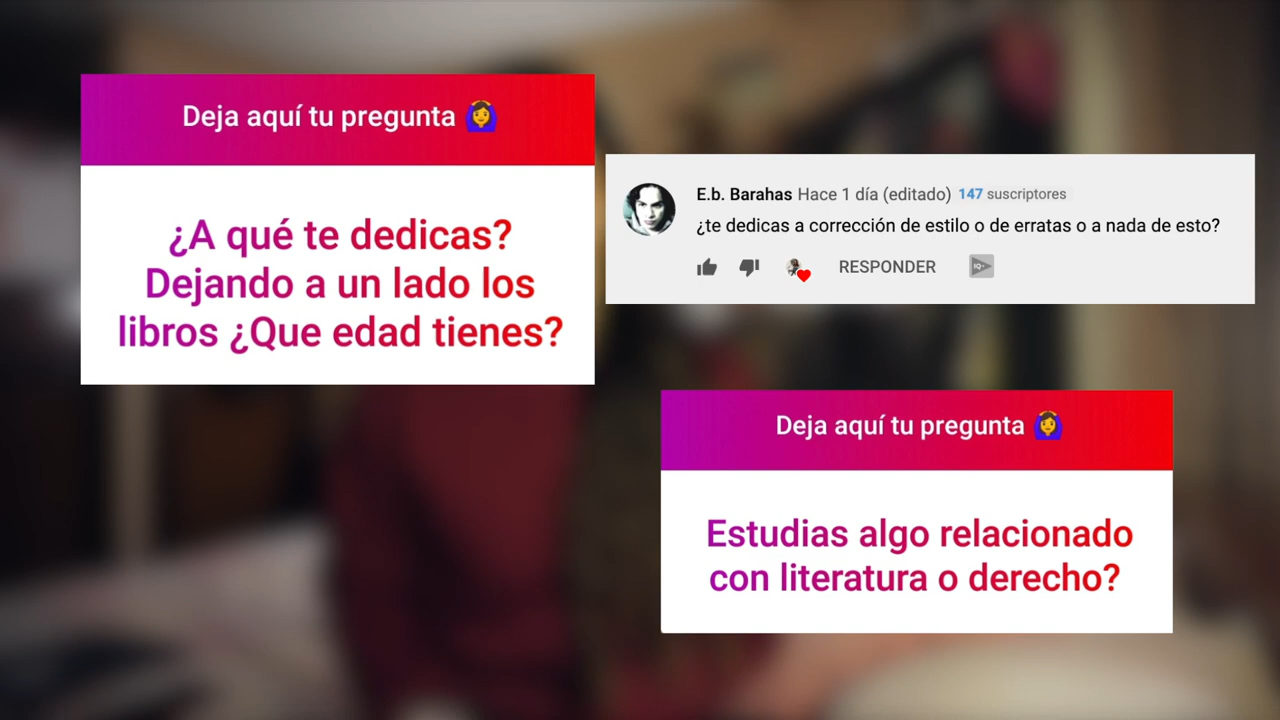 Deja aquí tu pregunta 🙆‍♀️
¿A qué te dedicas?
Dejando a un lado los
libros ¿Que edad tienes?
E.b. Barahas Hace 1 día (editado) 147 suscriptores
¿te dedicas a corrección de estilo o de erratas o a nada de esto?
RESPONDER
IQ+
Deja aquí tu pregunta 🙆‍♀️
Estudias algo relacionado
con literatura o derecho?